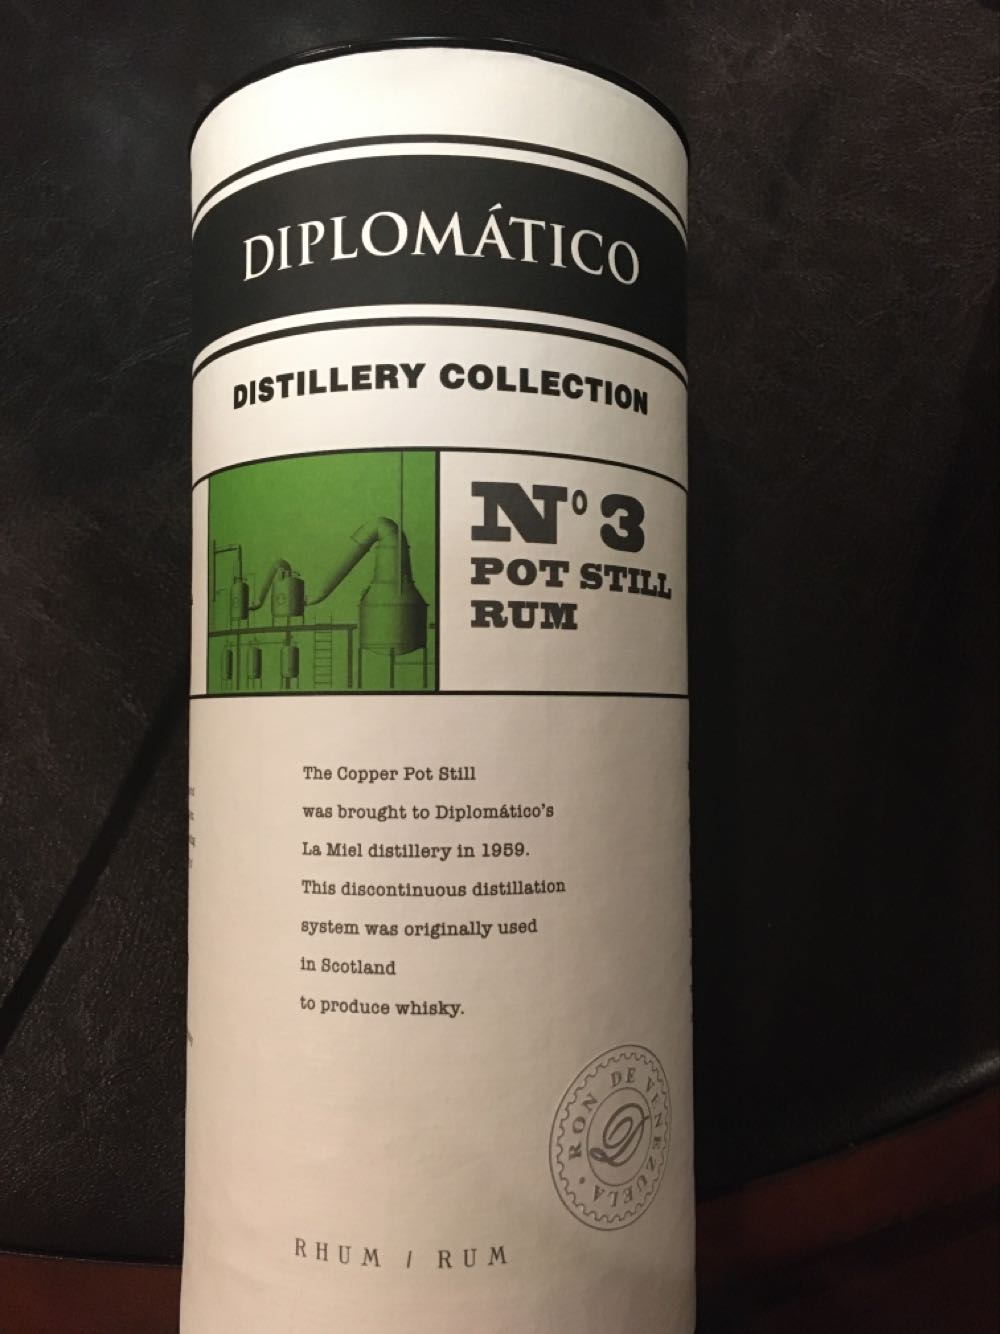 DIPLOMÁTICO
DISTILLERY COLLECTION
Nº 3
POT STILL
RUM
The Copper Pot Still
was brought to Diplomático's
La Miel distillery in 1959.
This discontinuous distillation
system was originally used
in Scotland
to produce whisky.
RON DE VENEZUELA
D
RHUM / RUM